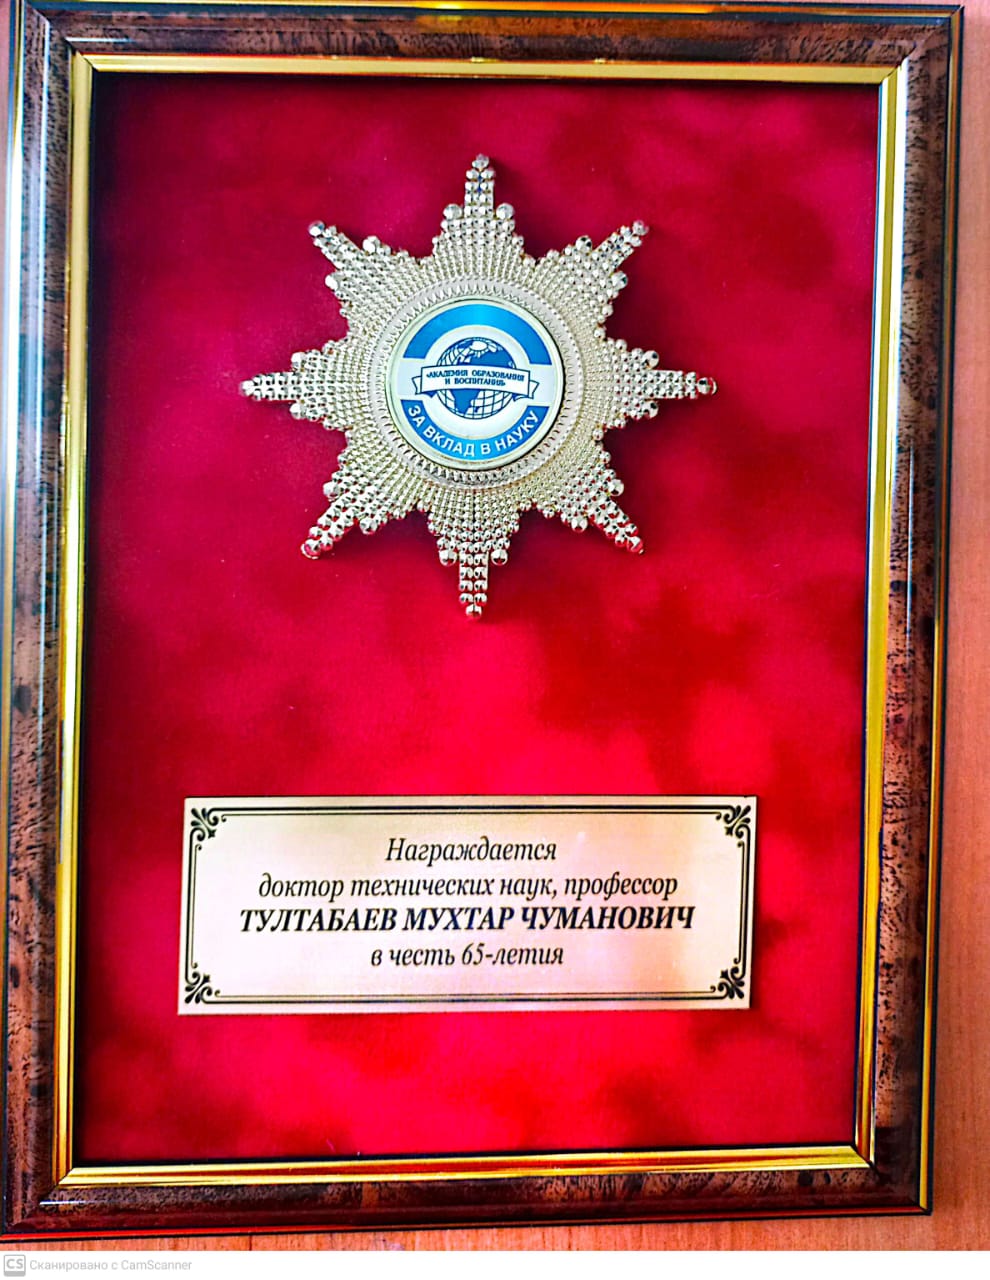 «АКАДЕМИЯ ОБРАЗОВАНИЯ
И ВОСПИТАНИЯ»
ЗА ВКЛАД В НАУКУ
Награждается
доктор технических наук, профессор
ТУЛТАБАЕВ МУХТАР ЧУМАНОВИЧ
в честь 65-летия
CS Сканировано с CamScanner